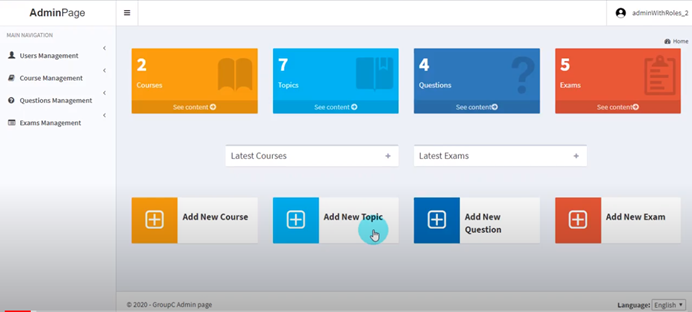 AdminPage
adminWithRoles_2
MAIN NAVIGATION
Home
Users Management
Course Management
Questions Management
Exams Management
2
Courses
See content
7
Topics
See content
4
Questions
See content
5
Exams
See content
Latest Courses
Latest Exams
Add New Course
Add New Topic
Add New
Question
Add New Exam
© 2020 - GroupC Admin page
Language: English